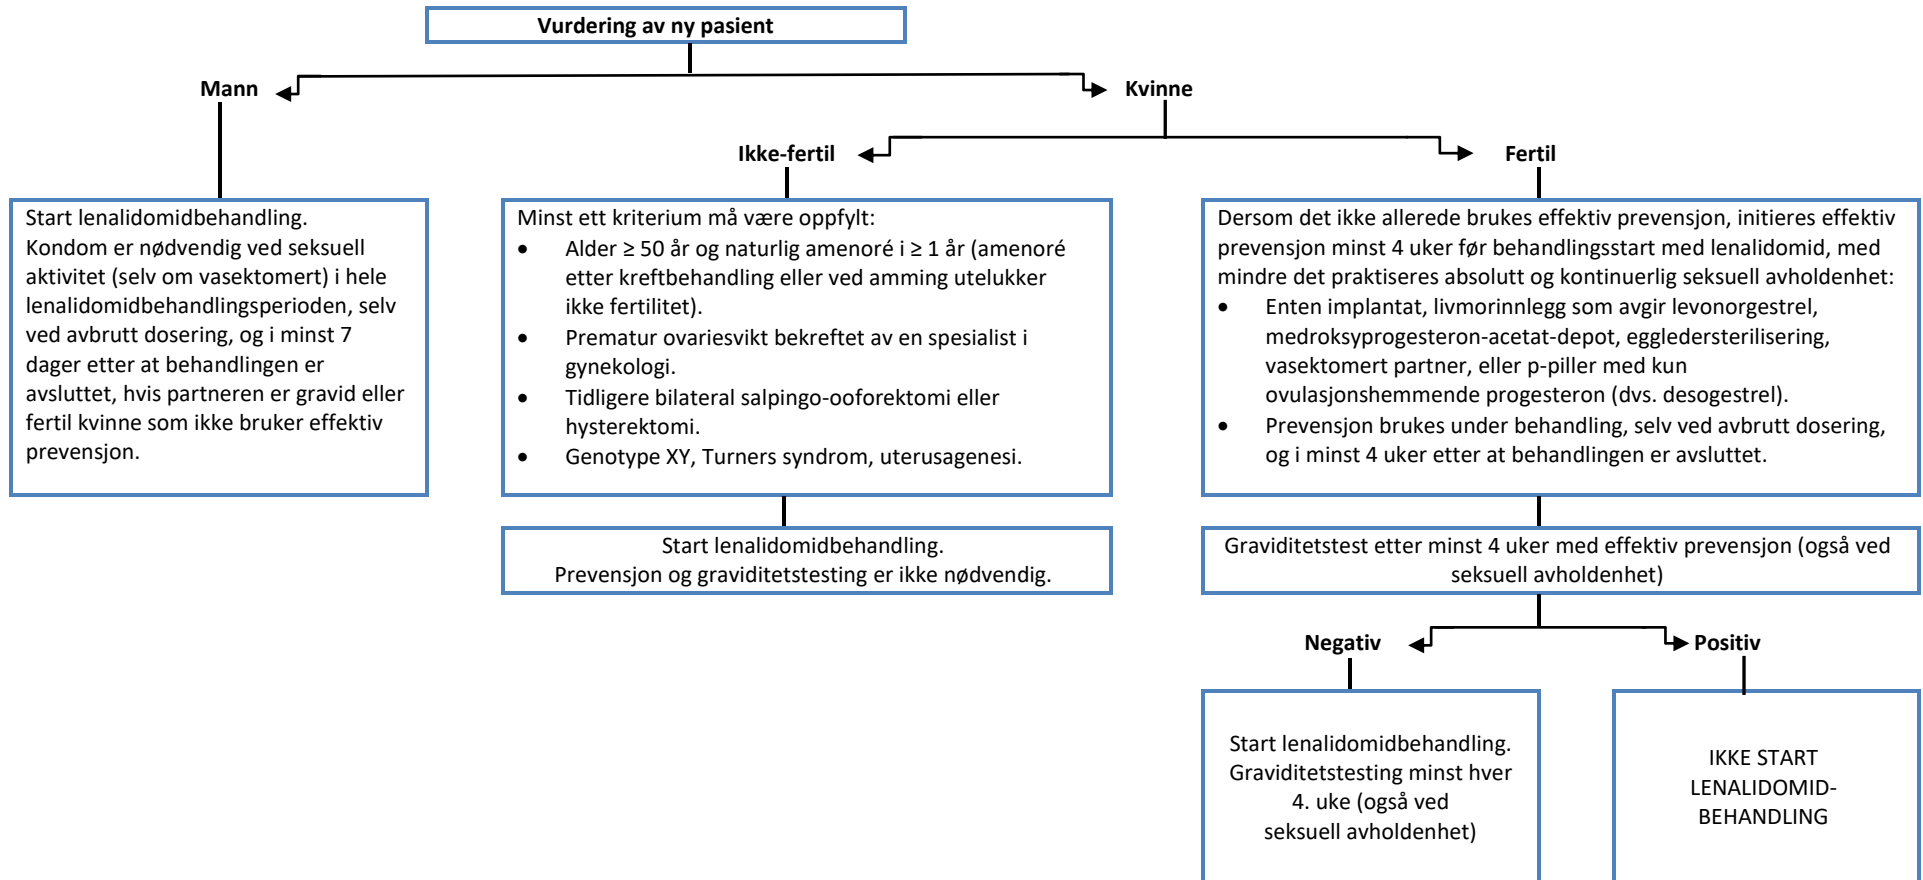 Vurdering av ny pasient
Mann
Kvinne
Ikke-fertil
Fertil
Start lenalidomidbehandling.
Kondom er nødvendig ved seksuell
aktivitet (selv om vasektomert) i hele
lenalidomidbehandlingsperioden, selv
ved avbrutt dosering, og i minst 7
dager etter at behandlingen er
avsluttet, hvis partneren er gravid eller
fertil kvinne som ikke bruker effektiv
prevensjon.
Minst ett kriterium må være oppfylt:
• Alder ≥ 50 år og naturlig amenoré i ≥ 1 år (amenoré
etter kreftbehandling eller ved amming utelukker
ikke fertilitet).
• Prematur ovariesvikt bekreftet av en spesialist i
gynekologi.
• Tidligere bilateral salpingo-ooforektomi eller
hysterektomi.
• Genotype XY, Turners syndrom, uterusagenesi.
Start lenalidomidbehandling.
Prevensjon og graviditetstesting er ikke nødvendig.
Dersom det ikke allerede brukes effektiv prevensjon, initieres effektiv
prevensjon minst 4 uker før behandlingsstart med lenalidomid, med
mindre det praktiseres absolutt og kontinuerlig seksuell avholdenhet:
• Enten implantat, livmorinnlegg som avgir levonorgestrel,
medroksyprogesteron-acetat-depot, eggledersterilisering,
vasektomert partner, eller p-piller med kun
ovulasjonshemmende progesteron (dvs. desogestrel).
• Prevensjon brukes under behandling, selv ved avbrutt dosering,
og i minst 4 uker etter at behandlingen er avsluttet.
Graviditetstest etter minst 4 uker med effektiv prevensjon (også ved
seksuell avholdenhet)
Negativ
Positiv
Start lenalidomidbehandling.
Graviditetstesting minst hver
4. uke (også ved
seksuell avholdenhet)
IKKE START
LENALIDOMID-
BEHANDLING